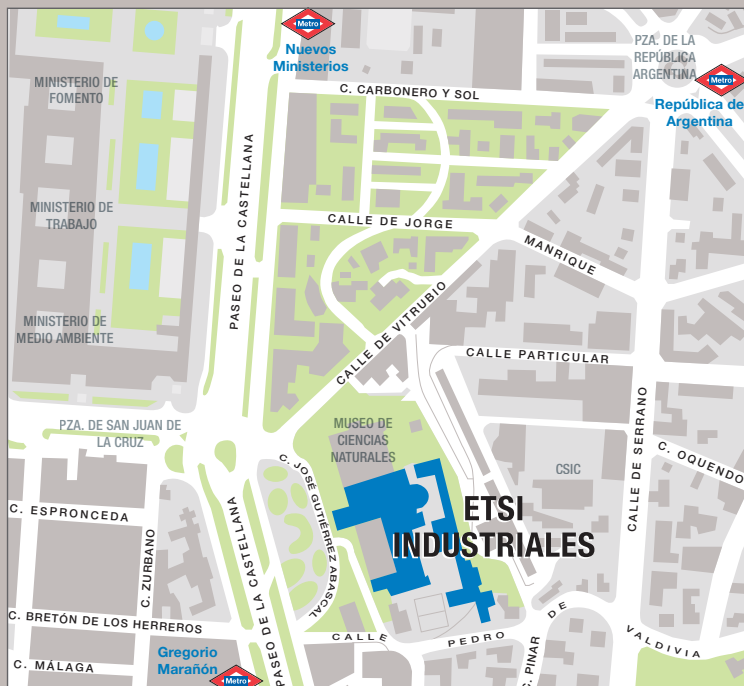 Metro
Nuevos
Ministerios
PZA. DE LA
REPÚBLICA
ARGENTINA
Metro
República de
Argentina
MINISTERIO DE
FOMENTO
C. CARBONERO Y SOL
PASEO DE LA CASTELLANA
MINISTERIO DE
TRABAJO
CALLE DE JORGE
MANRIQUE
MINISTERIO DE
MEDIO AMBIENTE
CALLE DE VITRUBIO
CALLE PARTICULAR
PZA. DE SAN JUAN DE
LA CRUZ
MUSEO DE
CIENCIAS
NATURALES
CALLE DE SERRANO
C. OQUENDO
CSIC
C. JOSÉ GUTIÉRREZ ABASCAL
C. ESPRONCEDA
ETSI
INDUSTRIALES
C. ZURBANO
PASEO DE LA CASTELLANA
C. BRETÓN DE LOS HERREROS
CALLE PEDRO DE VALDIVIA
C. PINAR
Gregorio
Marañón
Metro
C. MÁLAGA